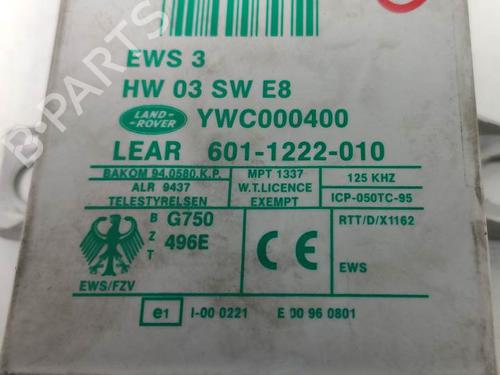 EWS 3
HW 03 SW E8
LAND-ROVER YWC000400
LEAR 601-1222-010
BAKOM 94.0580.K.P.
ALR 9437
TELESTYRELSEN
MPT 1337
W.T.LICENCE
EXEMPT
125 KHZ
ICP-050TC-95
B
Z
T
G750
496E
EWS/FZV
CE
RTT/D/X1162
EWS
e1 I-00 0221 E 00 96 0801
B-PARTS